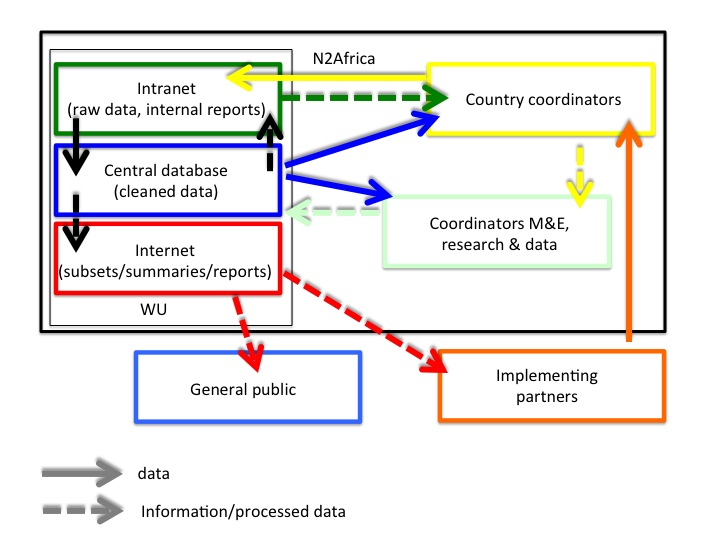 N2Africa
Intranet
(raw data, internal reports)
Country coordinators
Central database
(cleaned data)
Coordinators M&E,
research & data
Internet
(subsets/summaries/reports)
WU
General public
Implementing
partners
data
Information/processed data